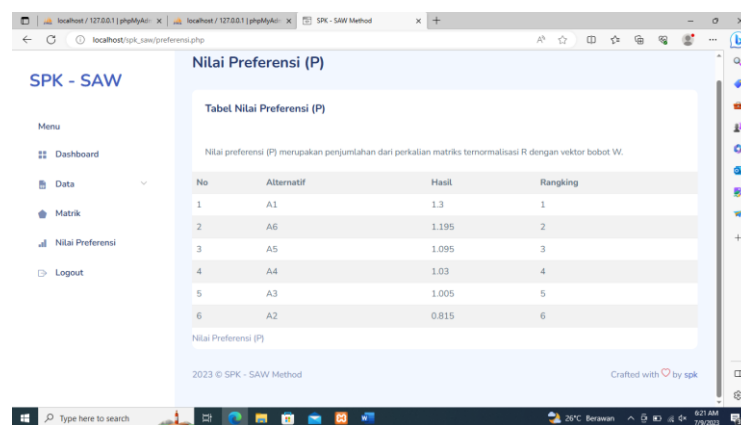 localhost / 127.0.0.1 | phpMyAdm
localhost / 127.0.0.1 | phpMyAdm
SPK - SAW Method
localhost/spk_saw/preferensi.php
SPK - SAW
Menu
Dashboard
Data
Matrik
Nilai Preferensi
Logout
Nilai Preferensi (P)
Tabel Nilai Preferensi (P)
Nilai preferensi (P) merupakan penjumlahan dari perkalian matriks ternormalisasi R dengan vektor bobot W.
No Alternatif Hasil Rangking
1 A1 1.3 1
2 A6 1.195 2
3 A5 1.095 3
4 A4 1.03 4
5 A3 1.005 5
6 A2 0.815 6
Nilai Preferensi (P)
2023 © SPK - SAW Method
Crafted with by spk
Type here to search
26°C Berawan
6:21 AM
7/9/2023